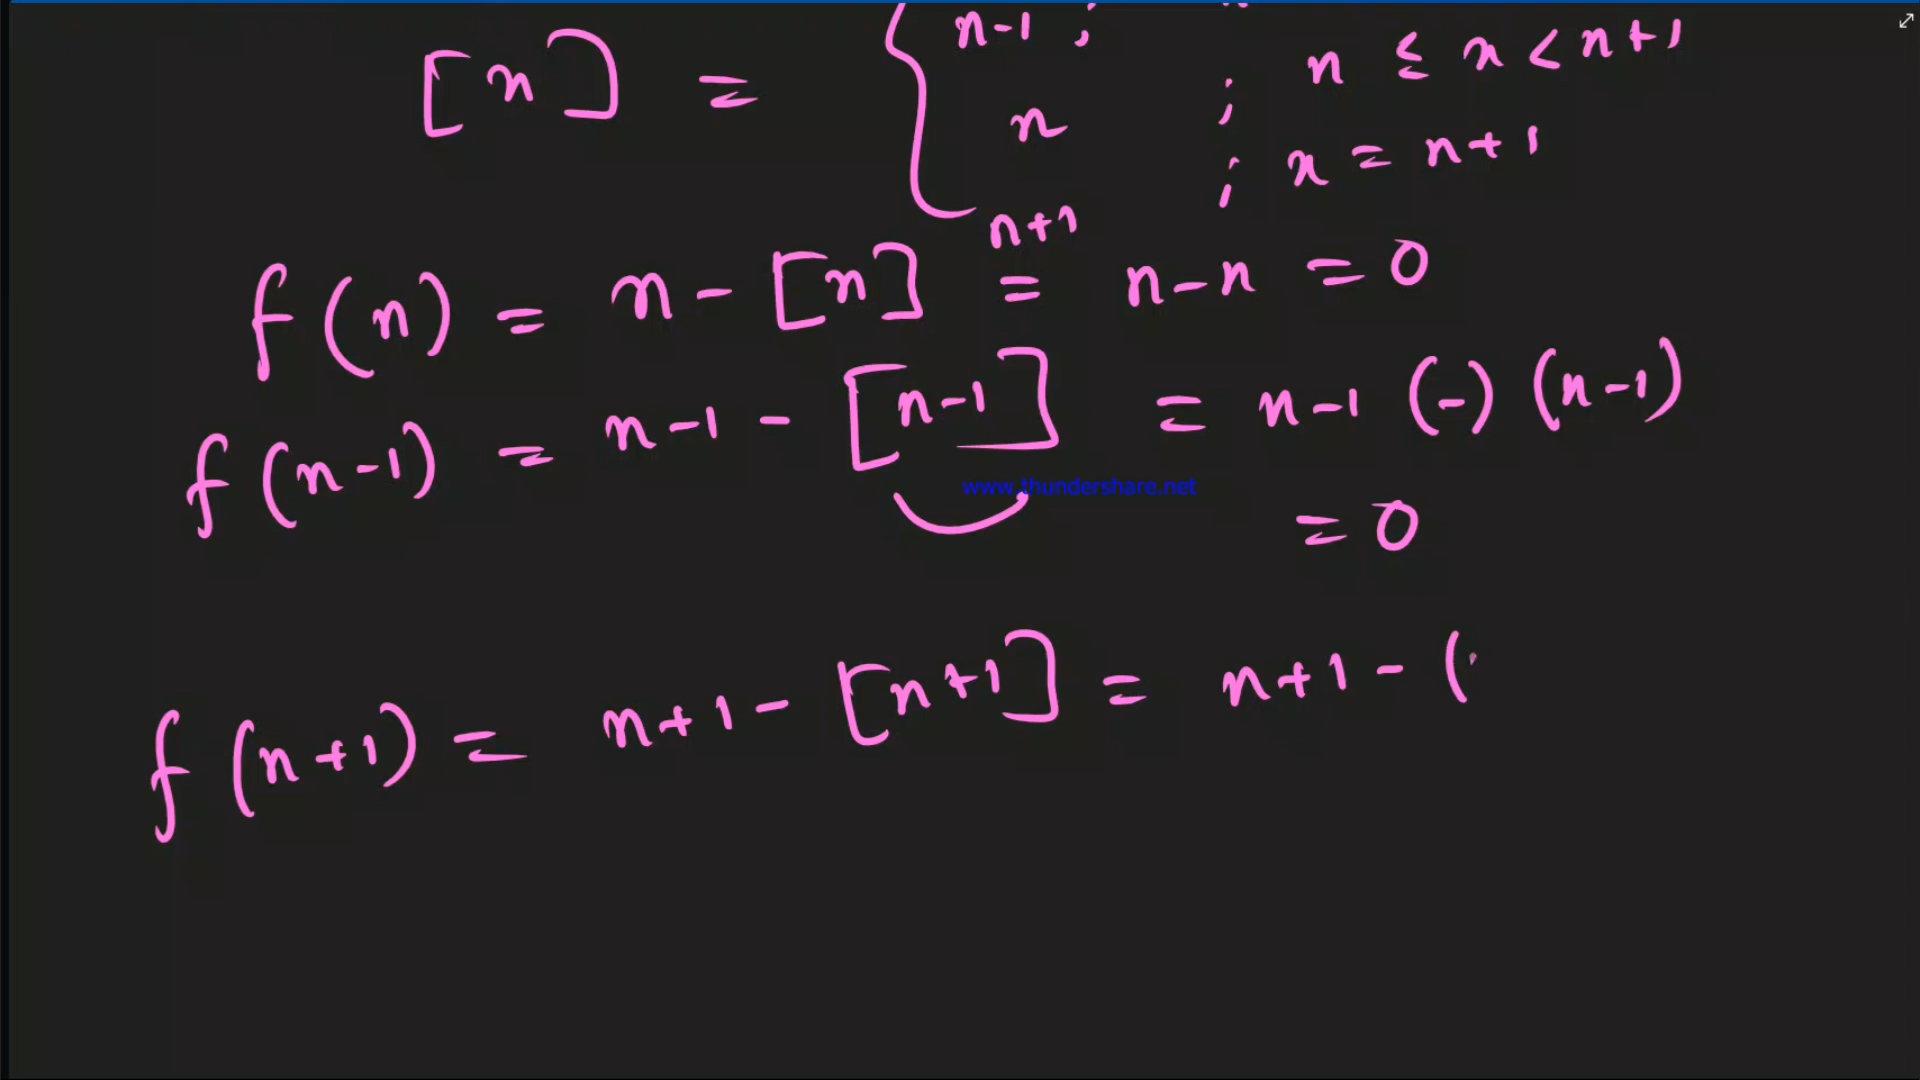 n-1 ;
[n] = { n ; n ≤ x < n+1
n+1 ; x = n+1
f(n) = n - [n] = n-n = 0
f(n-1) = n-1 - [n-1] = n-1 (-) (n-1)
www.thundershare.net
= 0
f(n+1) = n+1 - [n+1] = n+1 - (